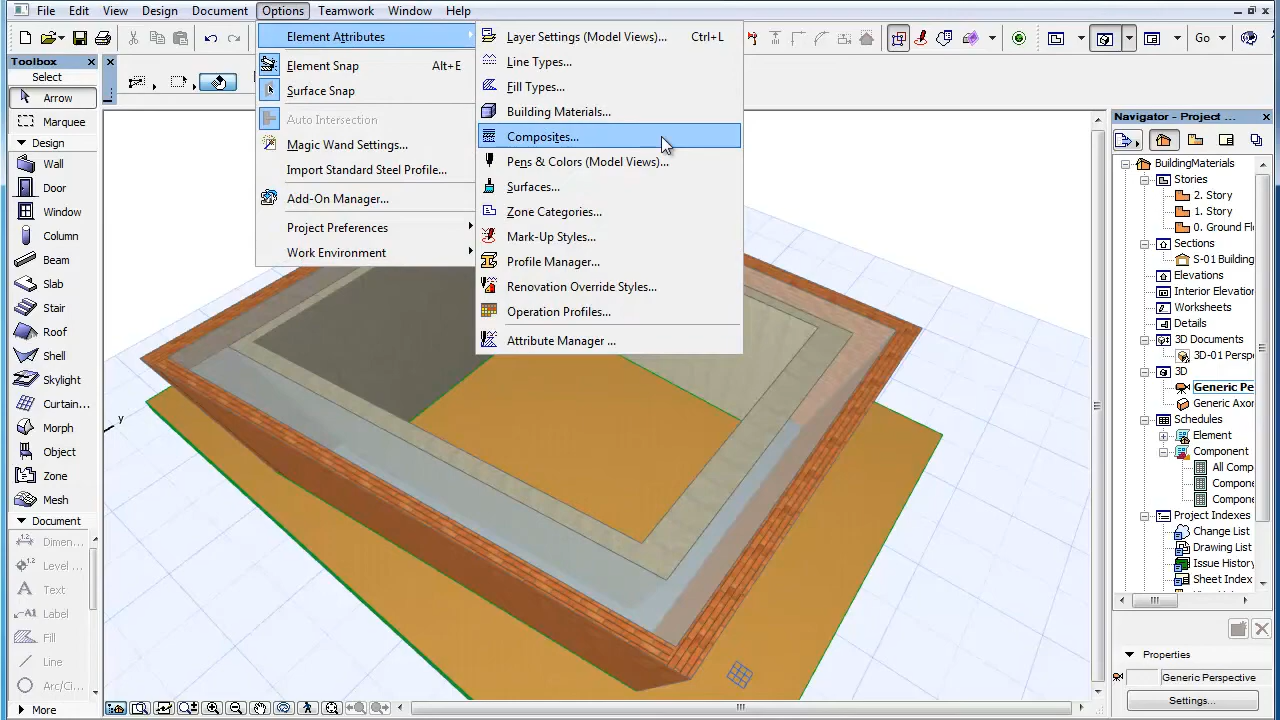 File Edit View Design Document Options Teamwork Window Help
Go
Toolbox
Select
Arrow
Marquee
Design
Wall
Door
Window
Column
Beam
Slab
Stair
Roof
Shell
Skylight
Curtain...
Morph
Object
Zone
Mesh
Document
Dimen...
Level ...
Text
Label
Fill
Line
Arc/Ci...
More
Element Attributes
Element Snap Alt+E
Surface Snap
Auto Intersection
Magic Wand Settings...
Import Standard Steel Profile...
Add-On Manager...
Project Preferences
Work Environment
Layer Settings (Model Views)... Ctrl+L
Line Types...
Fill Types...
Building Materials...
Composites...
Pens & Colors (Model Views)...
Surfaces...
Zone Categories...
Mark-Up Styles...
Profile Manager...
Renovation Override Styles...
Operation Profiles...
Attribute Manager ...
y
Navigator - Project ...
BuildingMaterials
Stories
2. Story
1. Story
0. Ground Fl
Sections
S-01 Building
Elevations
Interior Elevation
Worksheets
Details
3D Documents
3D-01 Persp
3D
Generic Pe
Generic Axon
Schedules
Element
Component
All Comp
Compone
Compone
Project Indexes
Change List
Drawing List
Issue History
Sheet Index
Properties
Generic Perspective
Settings...